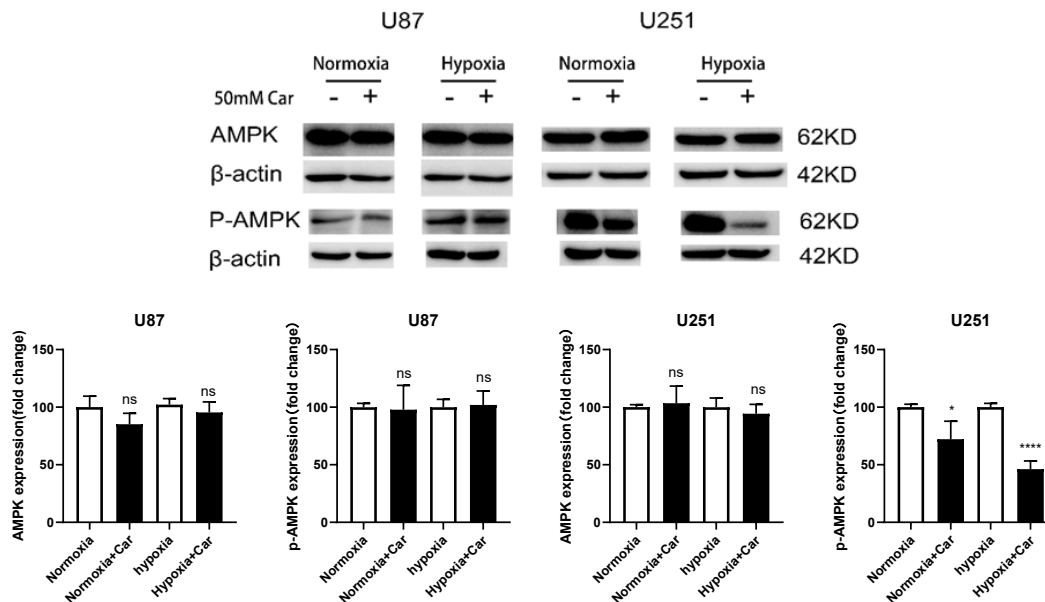 U87 U251
Normoxia Hypoxia Normoxia Hypoxia
50mM Car - + - + - + - +
AMPK 62KD
β-actin 42KD
P-AMPK 62KD
β-actin 42KD
U87
AMPK expression(fold change)
150
100
50
0
ns
ns
Normoxia
Normoxia+Car
hypoxia
Hypoxia+Car
U87
p-AMPK expression(fold change)
150
100
50
0
ns
ns
Normoxia
Normoxia+Car
hypoxia
Hypoxia+Car
U251
AMPK expression(fold change)
150
100
50
0
ns
ns
Normoxia
Normoxia+Car
hypoxia
Hypoxia+Car
U251
p-AMPK expression(fold change)
150
100
50
0
*
****
Normoxia
Normoxia+Car
hypoxia
Hypoxia+Car